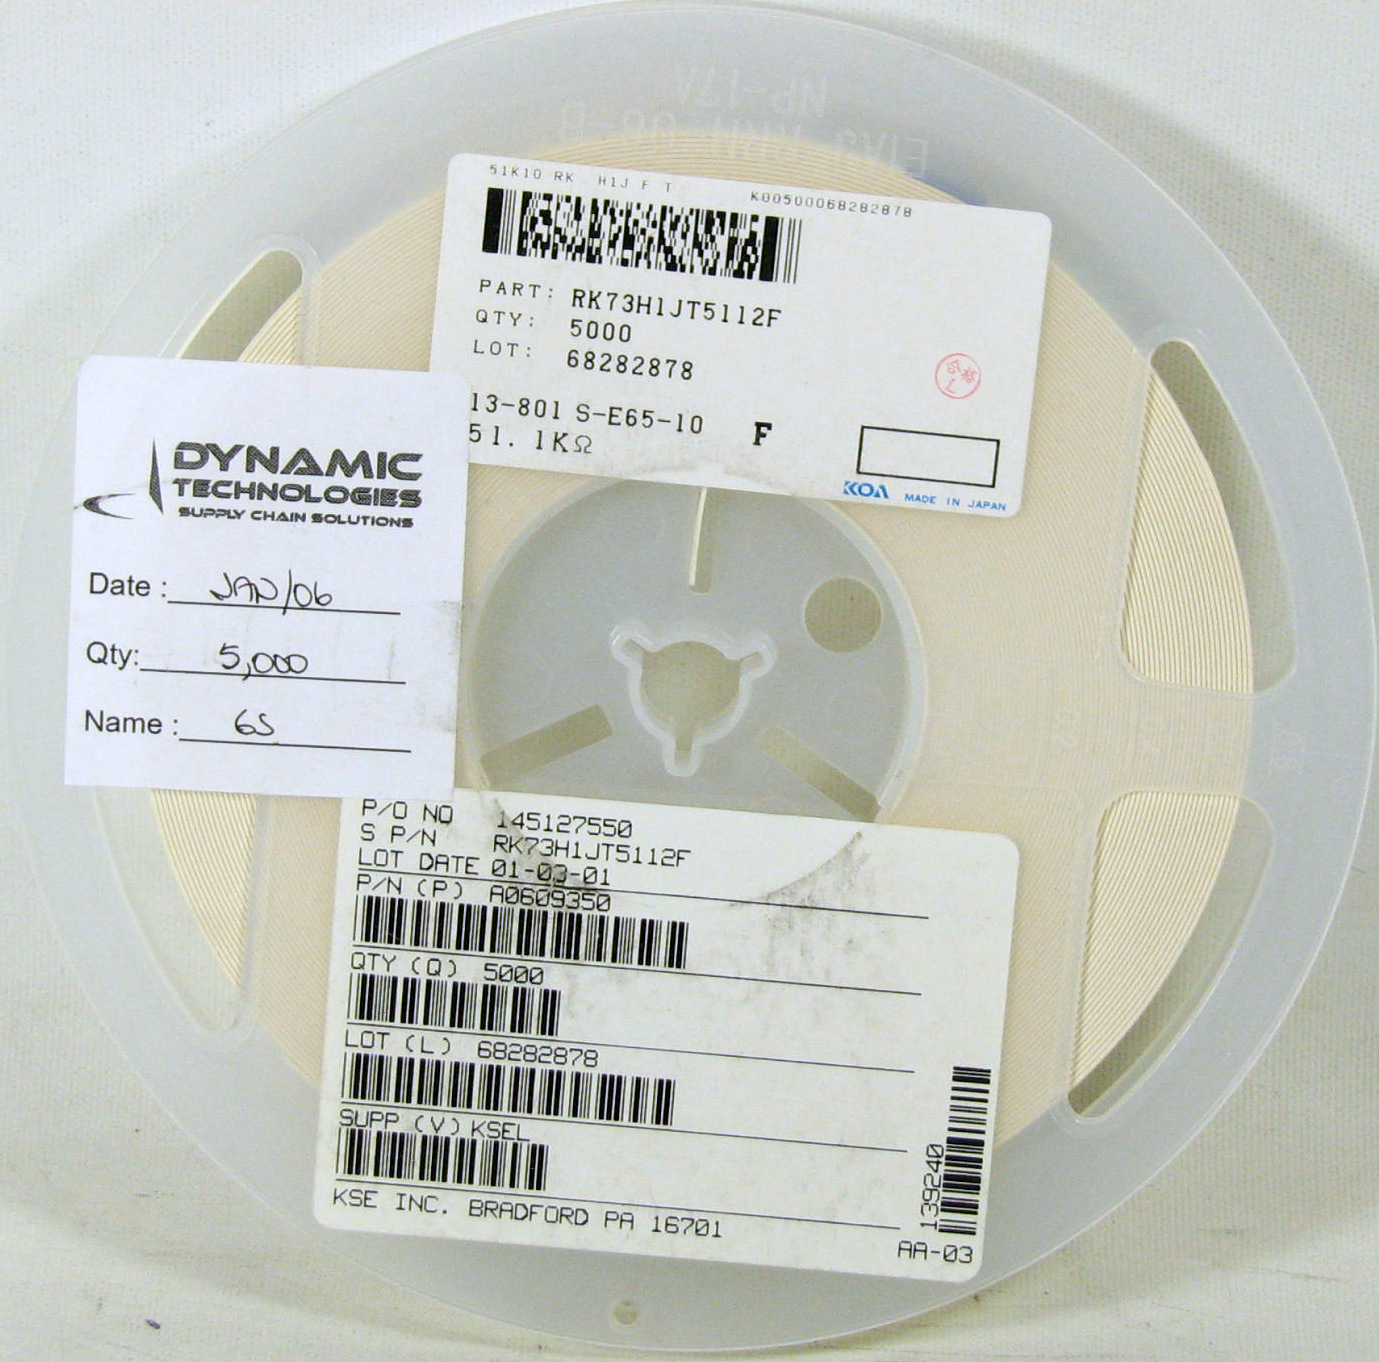 51K10 RK H1J F T K00500068282878
PART: RK73H1JT5112F
QTY: 5000
LOT: 68282878
13-801 S-E65-10 F
51.1KΩ
KOA MADE IN JAPAN
DYNAMIC
TECHNOLOGIES
SUPPLY CHAIN SOLUTIONS
Date : JAN/06
Qty: 5,000
Name : GS
P/O NO 145127550
S P/N RK73H1JT5112F
LOT DATE 01-03-01
P/N (P) A0609350
QTY (Q) 5000
LOT (L) 68282878
SUPP (V) KSEL
KSE INC. BRADFORD PA 16701
139240
AA-03
NP-17A